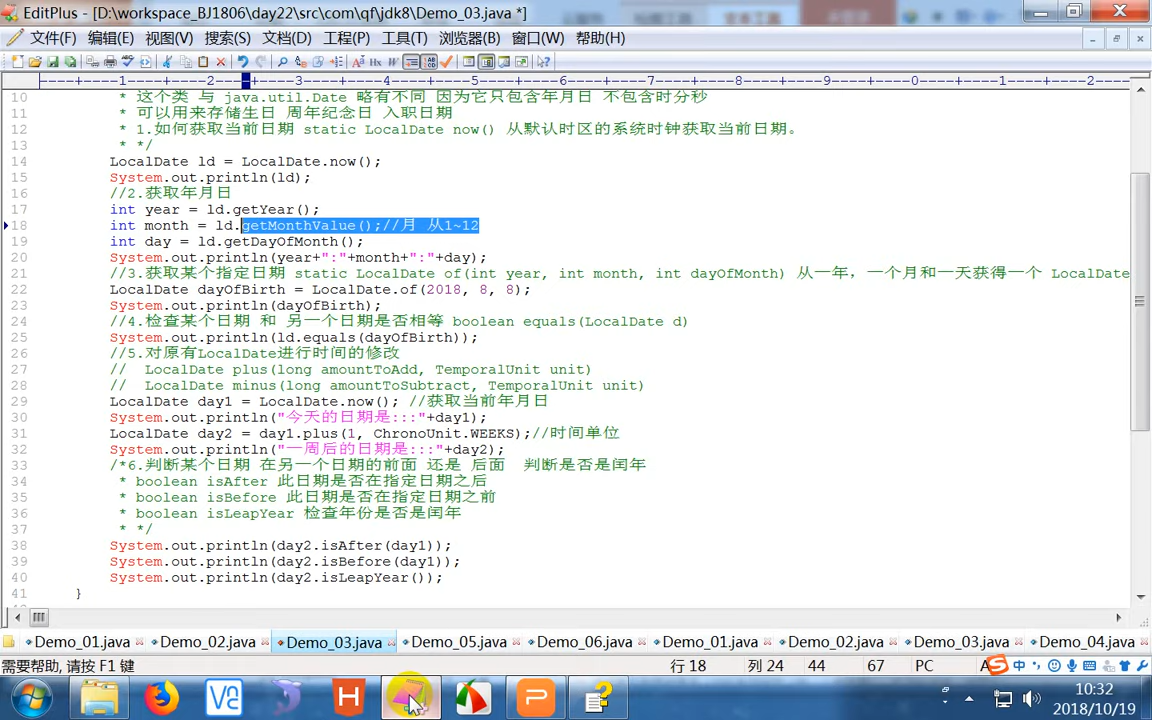 EditPlus - [D:\workspace_BJ1806\day22\src\com\qf\jdk8\Demo_03.java *]
文件(F) 编辑(E) 视图(V) 搜索(S) 文档(D) 工程(P) 工具(T) 浏览器(B) 窗口(W) 帮助(H)
----+----1----+----2----+----3----+----4----+----5----+----6----+----7----+----8----+----9----+----0----+----1----+----2
10 * 这个类 与 java.util.Date 略有不同 因为它只包含年月日 不包含时分秒
11 * 可以用来存储生日 周年纪念日 入职日期
12 * 1.如何获取当前日期 static LocalDate now() 从默认时区的系统时钟获取当前日期。
13 * */
14 LocalDate ld = LocalDate.now();
15 System.out.println(ld);
16 //2.获取年月日
17 int year = ld.getYear();
18 int month = ld.getMonthValue();//月 从1~12
19 int day = ld.getDayOfMonth();
20 System.out.println(year+":"+month+":"+day);
21 //3.获取某个指定日期 static LocalDate of(int year, int month, int dayOfMonth) 从一年，一个月和一天获得一个 LocalDate
22 LocalDate dayOfBirth = LocalDate.of(2018, 8, 8);
23 System.out.println(dayOfBirth);
24 //4.检查某个日期 和 另一个日期是否相等 boolean equals(LocalDate d)
25 System.out.println(ld.equals(dayOfBirth));
26 //5.对原有LocalDate进行时间的修改
27 // LocalDate plus(long amountToAdd, TemporalUnit unit)
28 // LocalDate minus(long amountToSubtract, TemporalUnit unit)
29 LocalDate day1 = LocalDate.now(); //获取当前年月日
30 System.out.println("今天的日期是:::"+day1);
31 LocalDate day2 = day1.plus(1, ChronoUnit.WEEKS);//时间单位
32 System.out.println("一周后的日期是:::"+day2);
33 /*6.判断某个日期 在另一个日期的前面 还是 后面 判断是否是闰年
34 * boolean isAfter 此日期是否在指定日期之后
35 * boolean isBefore 此日期是否在指定日期之前
36 * boolean isLeapYear 检查年份是否是闰年
37 * */
38 System.out.println(day2.isAfter(day1));
39 System.out.println(day2.isBefore(day1));
40 System.out.println(day2.isLeapYear());
41 }
Demo_01.java Demo_02.java Demo_03.java Demo_05.java Demo_06.java Demo_01.java Demo_02.java Demo_03.java Demo_04.java
需要帮助, 请按 F1 键 行 18 列 24 44 67 PC 中
10:32
2018/10/19